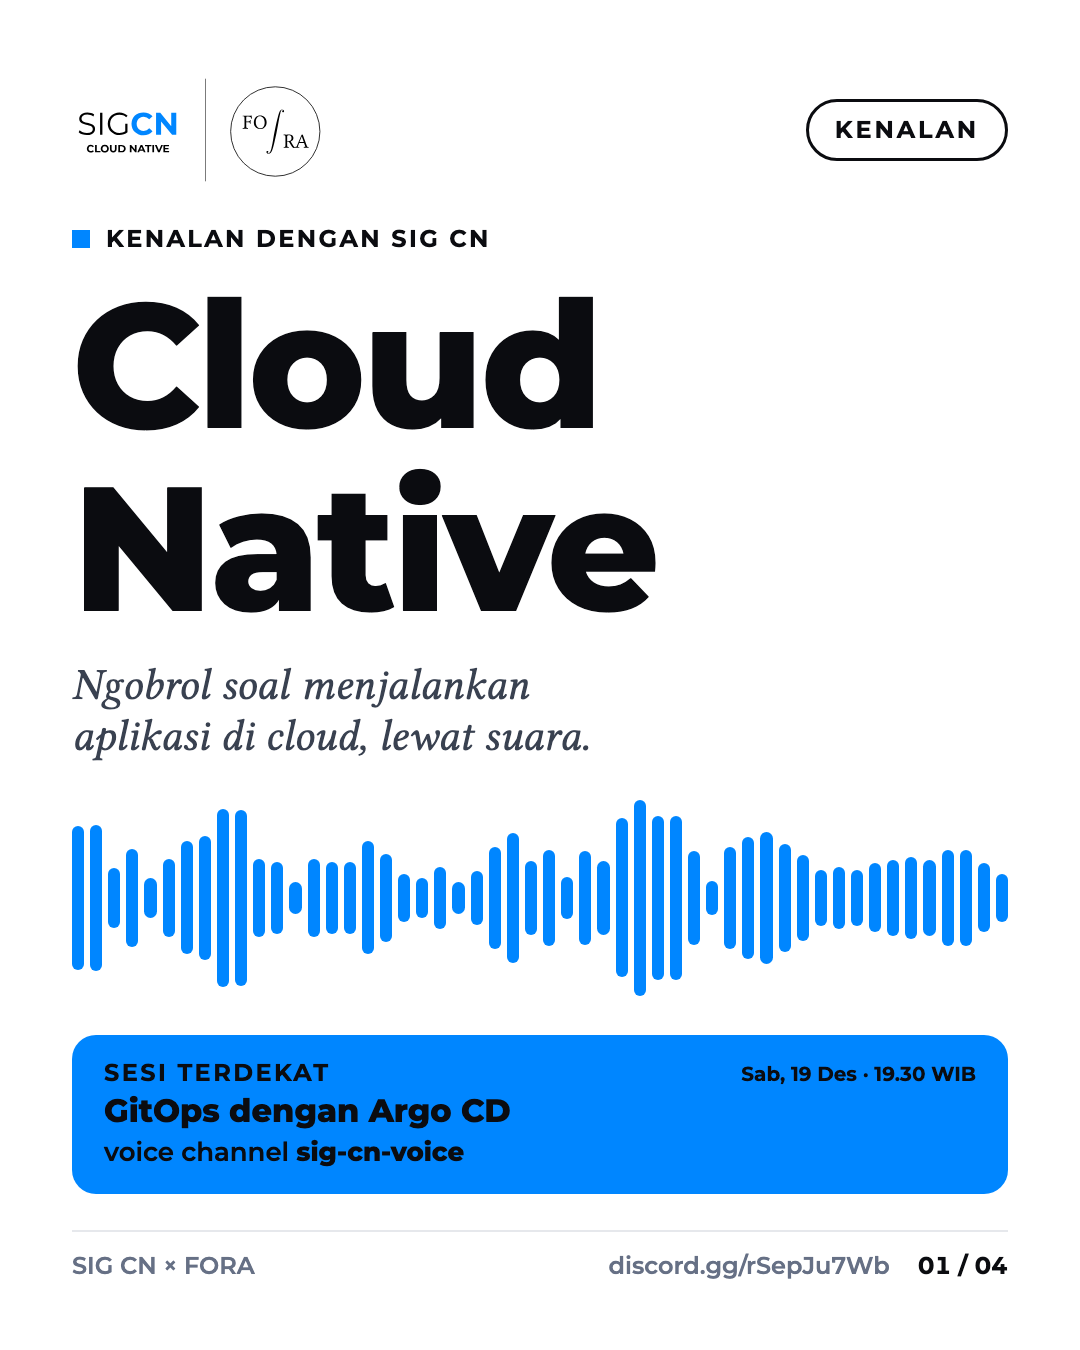 SIGCN
CLOUD NATIVE
FO
RA
KENALAN
KENALAN DENGAN SIG CN
Cloud
Native
Ngobrol soal menjalankan
aplikasi di cloud, lewat suara.
SESI TERDEKAT
Sab, 19 Des · 19.30 WIB
GitOps dengan Argo CD
voice channel sig-cn-voice
SIG CN × FORA
discord.gg/rSepJu7Wb
01 / 04